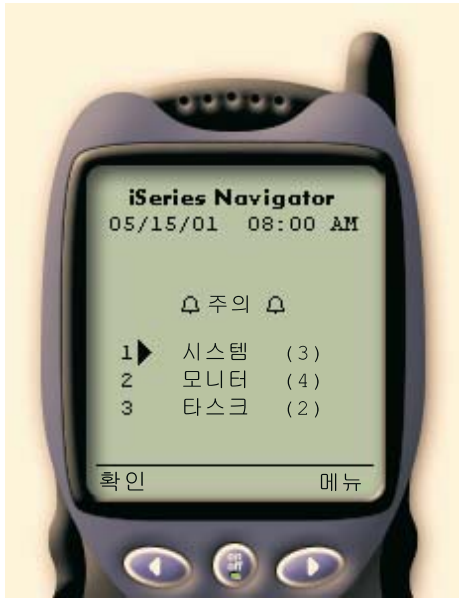 iSeries Navigator
05/15/01 08:00 AM
주의
1 시스템 (3)
2 모니터 (4)
3 타스크 (2)
확인 메뉴
on
off